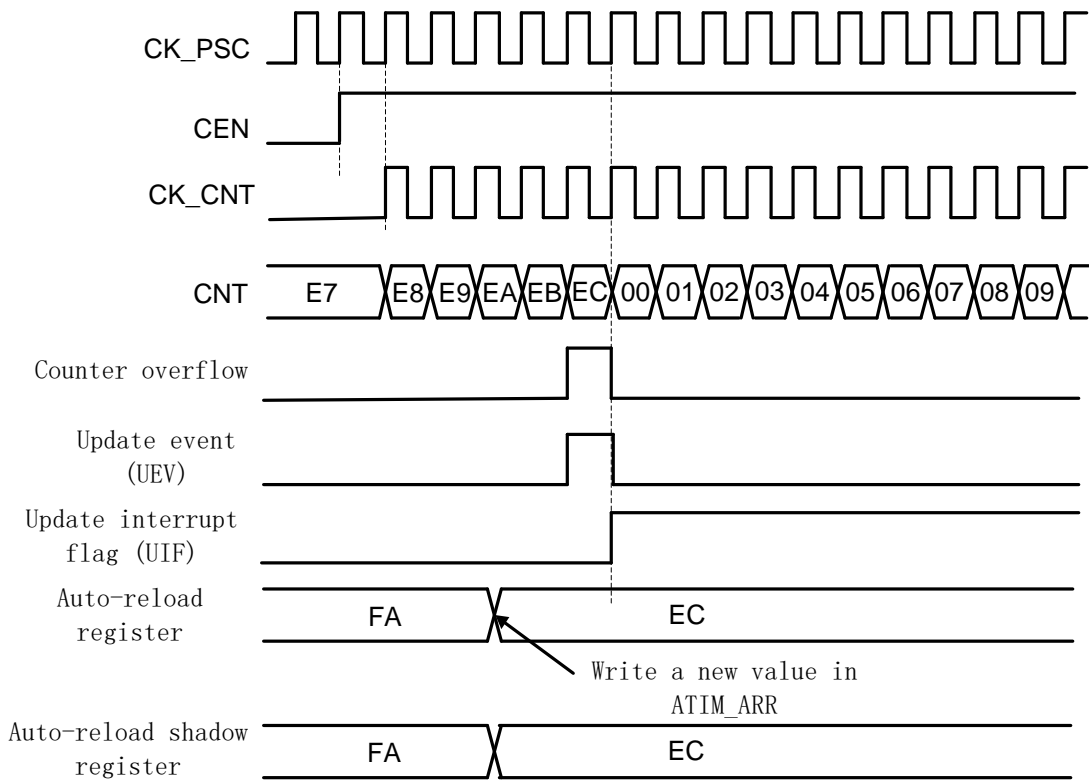 CK_PSC
CEN
CK_CNT
CNT E7 E8 E9 EA EB EC 00 01 02 03 04 05 06 07 08 09
Counter overflow
Update event
(UEV)
Update interrupt
flag (UIF)
Auto-reload
register
FA EC
Write a new value in
ATIM_ARR
Auto-reload shadow
register
FA EC